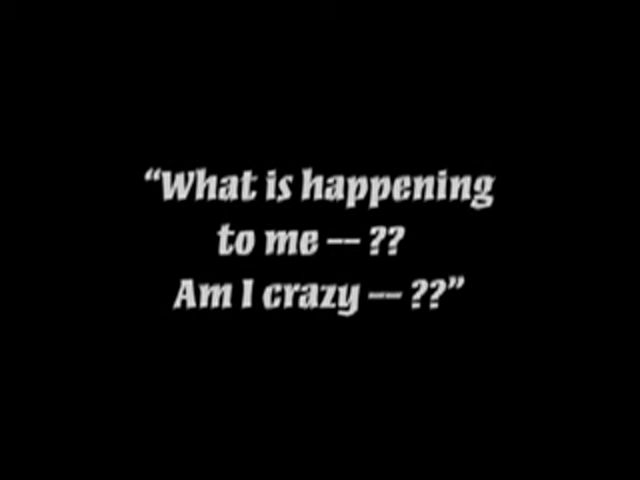 “What is happening
to me –– ??
Am I crazy –– ??”